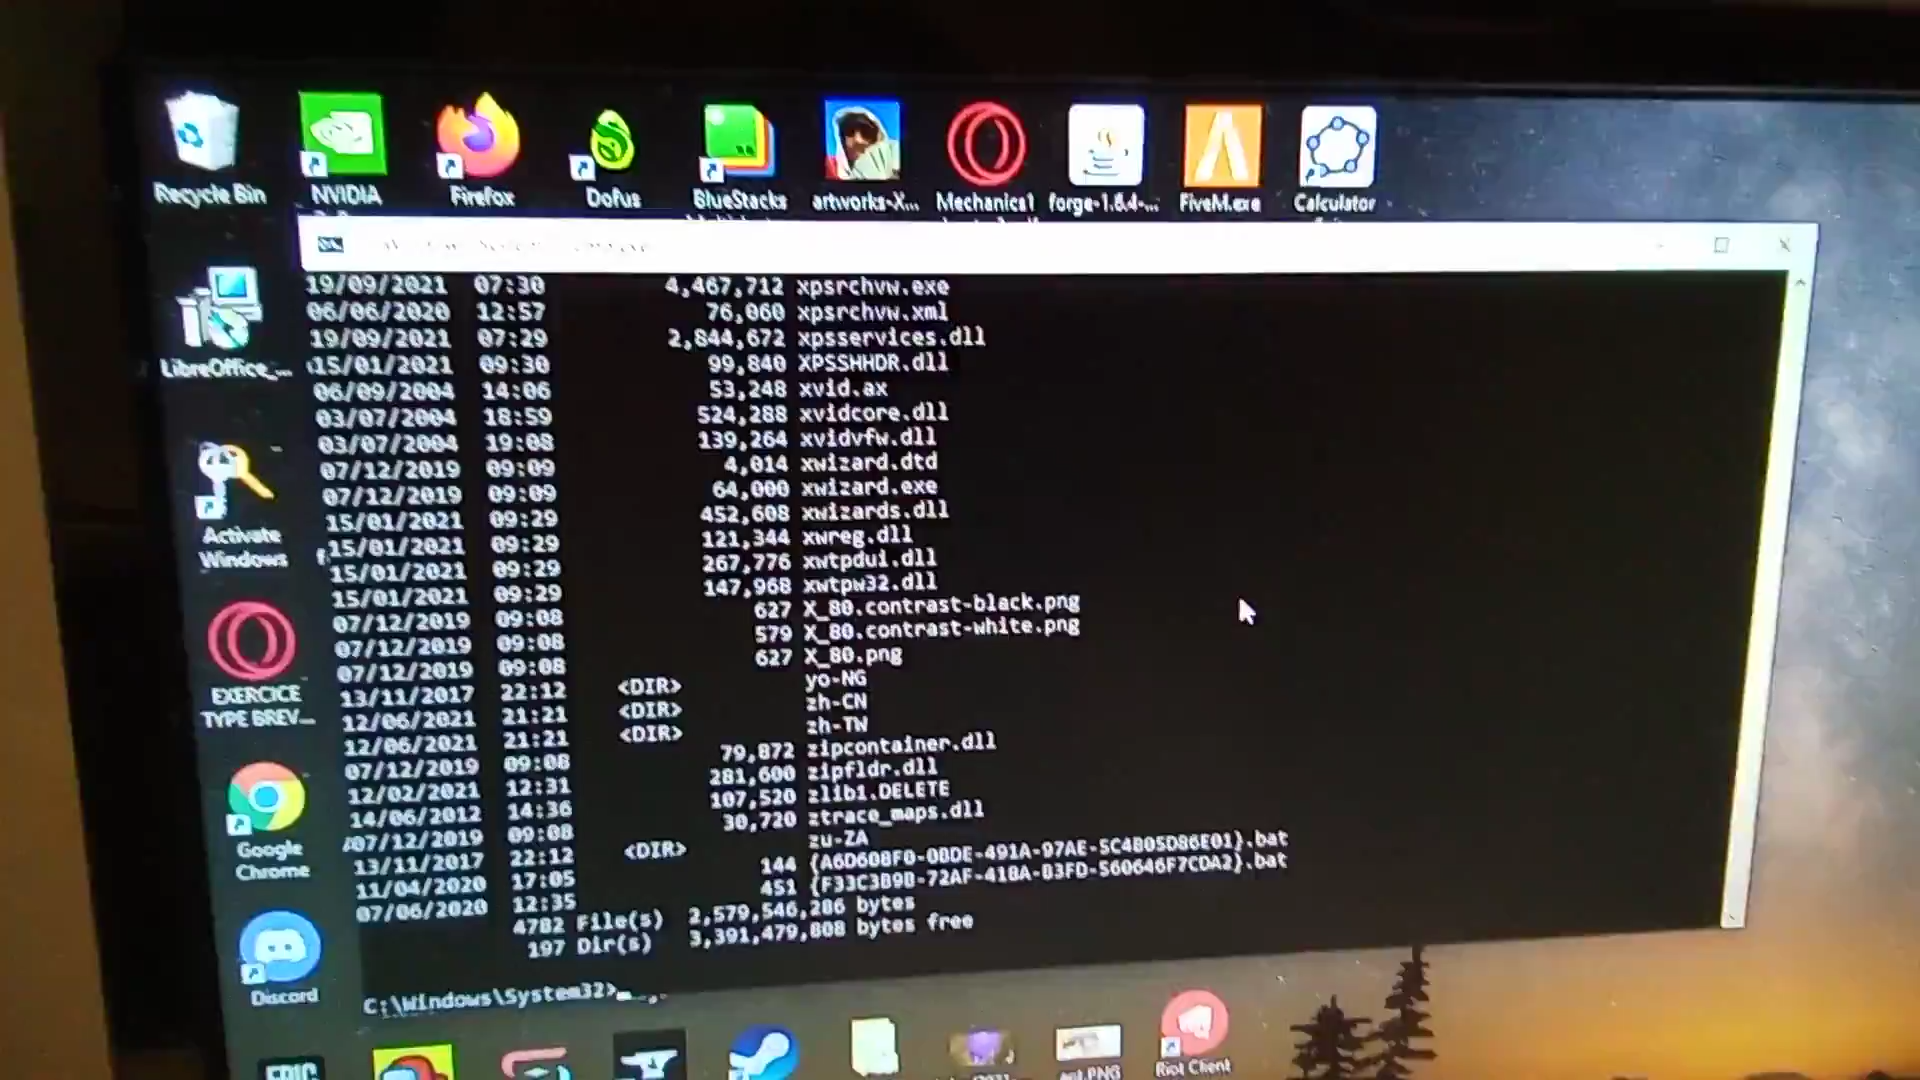 Recycle Bin
NVIDIA
Firefox
Dofus
BlueStacks
artworks-X...
Mechanics1
forge-1.6.4-...
FiveM.exe
Calculator
LibreOffice_...
Activate
Windows
EXERCICE
TYPE BREV...
Google
Chrome
Discord
19/09/2021 07:30 4,467,712 xpsrchvw.exe
06/06/2020 12:57 76,060 xpsrchvw.xml
19/09/2021 07:29 2,844,672 xpsservices.dll
15/01/2021 09:30 99,840 XPSSHHDR.dll
06/09/2004 14:06 53,248 xvid.ax
03/07/2004 18:59 524,288 xvidcore.dll
03/07/2004 19:08 139,264 xvidvfw.dll
07/12/2019 09:09 4,014 xwizard.dtd
07/12/2019 09:09 64,000 xwizard.exe
15/01/2021 09:29 452,608 xwizards.dll
15/01/2021 09:29 121,344 xwreg.dll
15/01/2021 09:29 267,776 xwtpdui.dll
15/01/2021 09:29 147,968 xwtpw32.dll
07/12/2019 09:08 627 X_80.contrast-black.png
07/12/2019 09:08 579 X_80.contrast-white.png
07/12/2019 09:08 627 X_80.png
13/11/2017 22:12 <DIR> yo-NG
12/06/2021 21:21 <DIR> zh-CN
12/06/2021 21:21 <DIR> zh-TW
07/12/2019 09:08 79,872 zipcontainer.dll
12/02/2021 12:31 281,600 zipfldr.dll
14/06/2012 14:36 107,520 zlib1.DELETE
07/12/2019 09:08 30,720 ztrace_maps.dll
13/11/2017 22:12 <DIR> zu-ZA
11/04/2020 17:05 144 {A6D608F0-0BDE-491A-97AE-5C4B05D86E01}.bat
07/06/2020 12:35 451 {F33C3B9B-72AF-418A-B3FD-560646F7CDA2}.bat
4782 File(s) 2,579,546,286 bytes
197 Dir(s) 3,391,479,808 bytes free
C:\Windows\System32>
EPIC
Riot Client